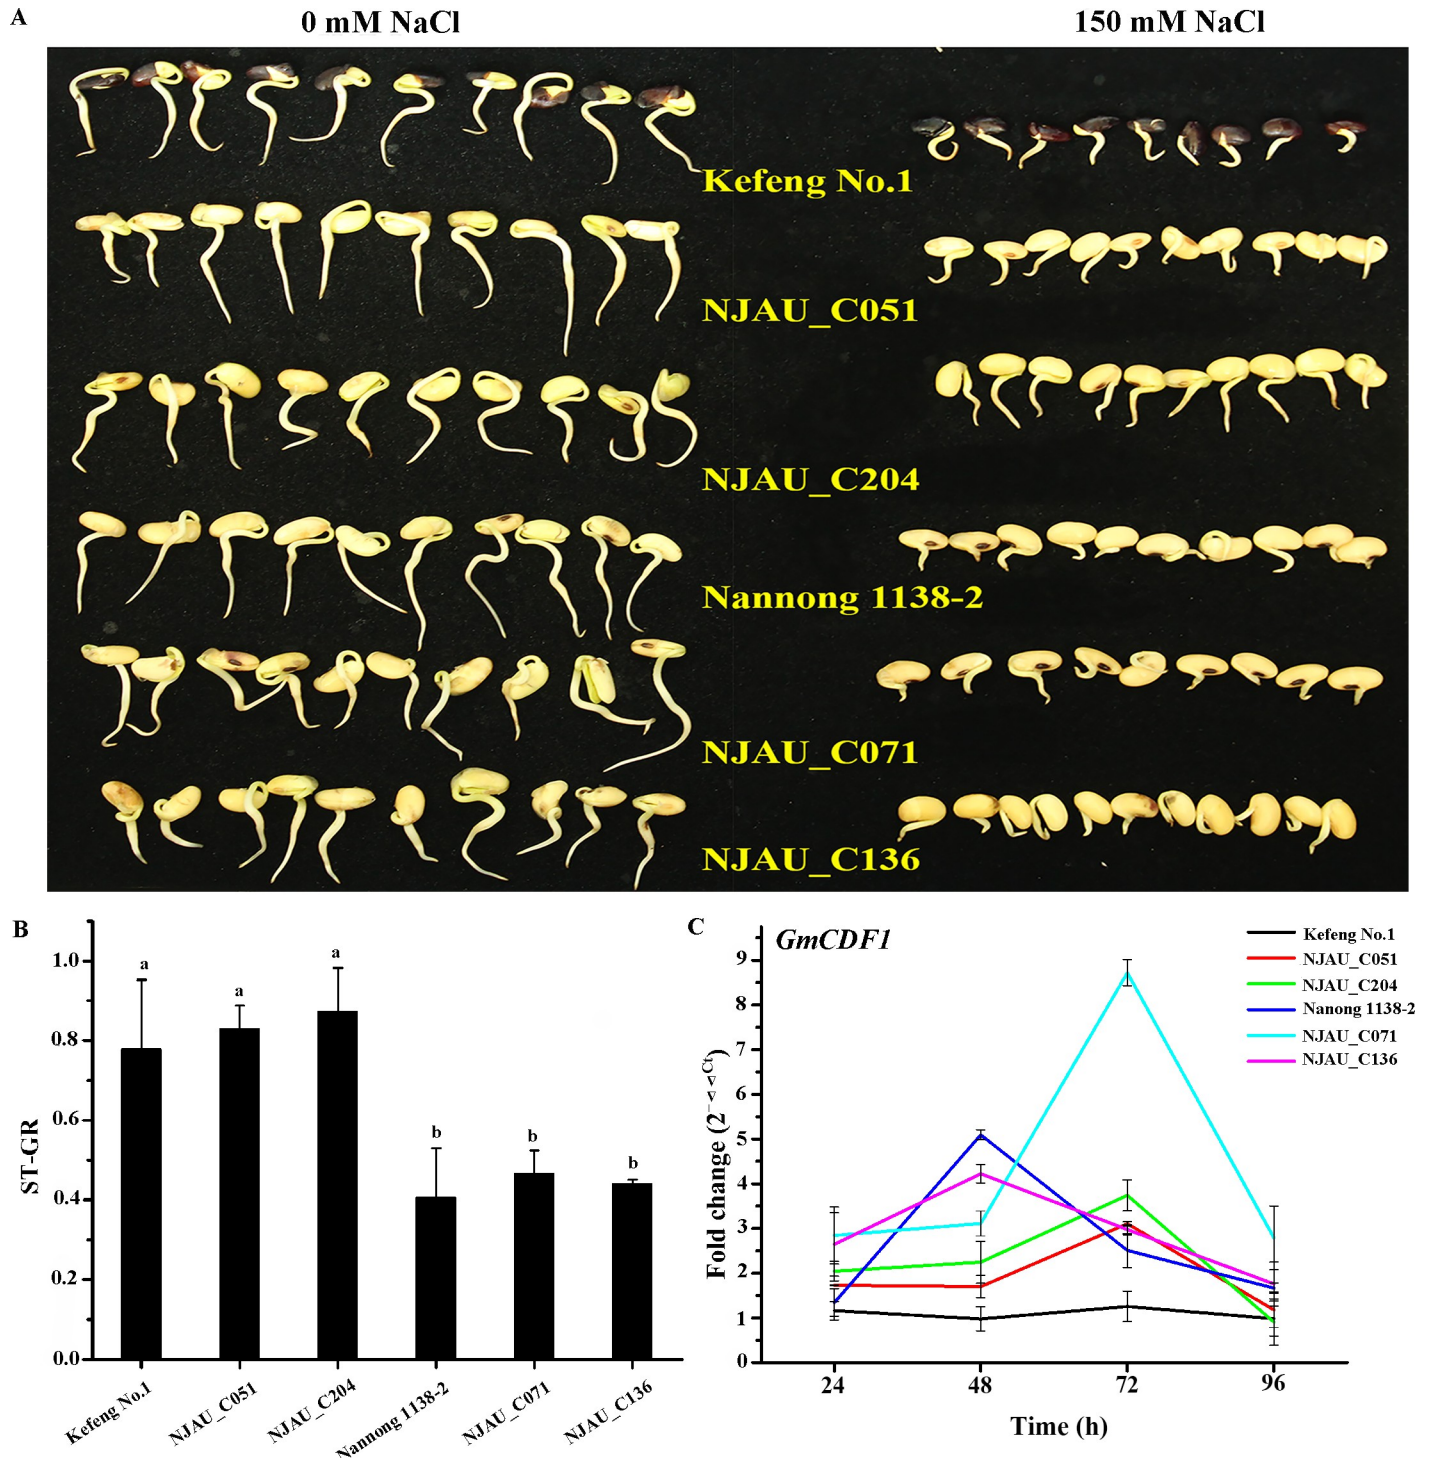 A
0 mM NaCl
150 mM NaCl
Kefeng No.1
NJAU_C051
NJAU_C204
Nannong 1138-2
NJAU_C071
NJAU_C136
B
ST-GR
1.0
0.8
0.6
0.4
0.2
0.0
a
a
a
b
b
b
Kefeng No.1
NJAU_C051
NJAU_C204
Nannong 1138-2
NJAU_C071
NJAU_C136
C
GmCDF1
Kefeng No.1
NJAU_C051
NJAU_C204
Nanong 1138-2
NJAU_C071
NJAU_C136
Fold change (2^-∇∇Ct)
9
8
7
6
5
4
3
2
1
0
24
48
72
96
Time (h)